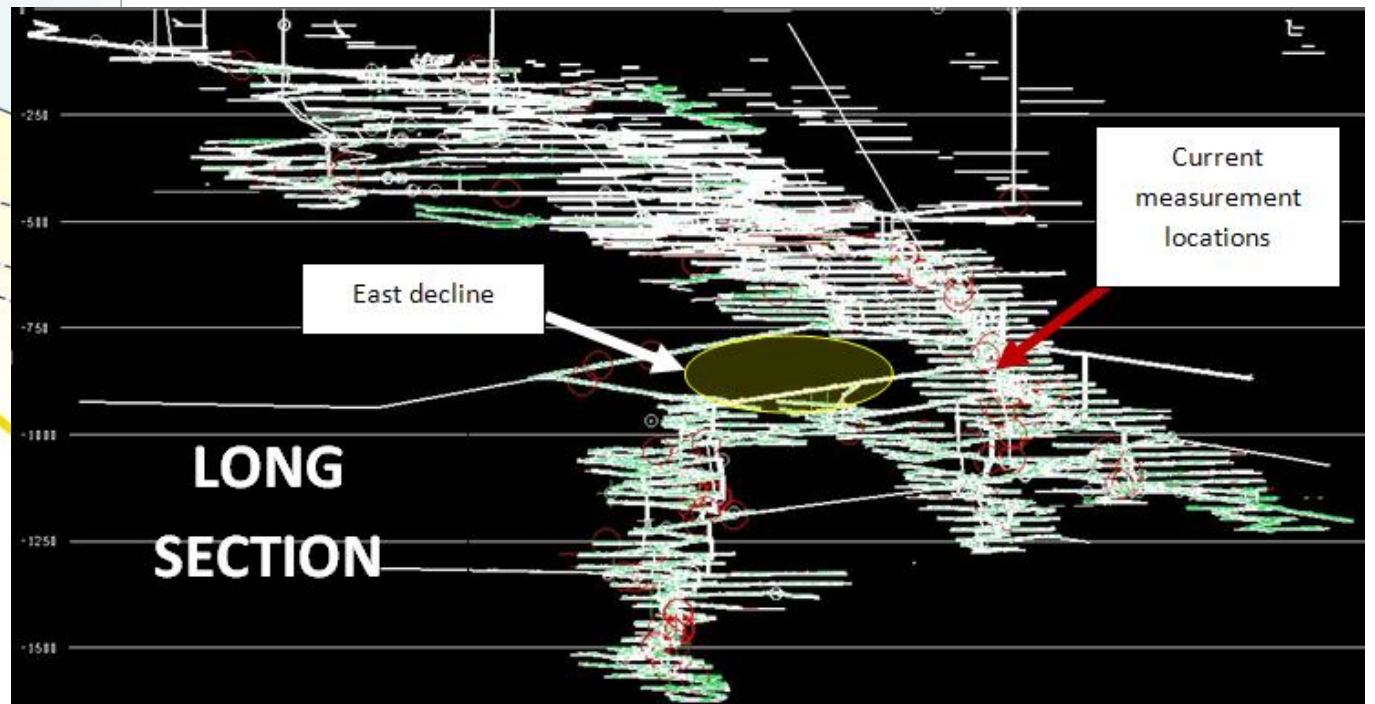 -250
Current
measurement
locations
-500
East decline
-750
-1000
LONG
SECTION
-1250
-1500